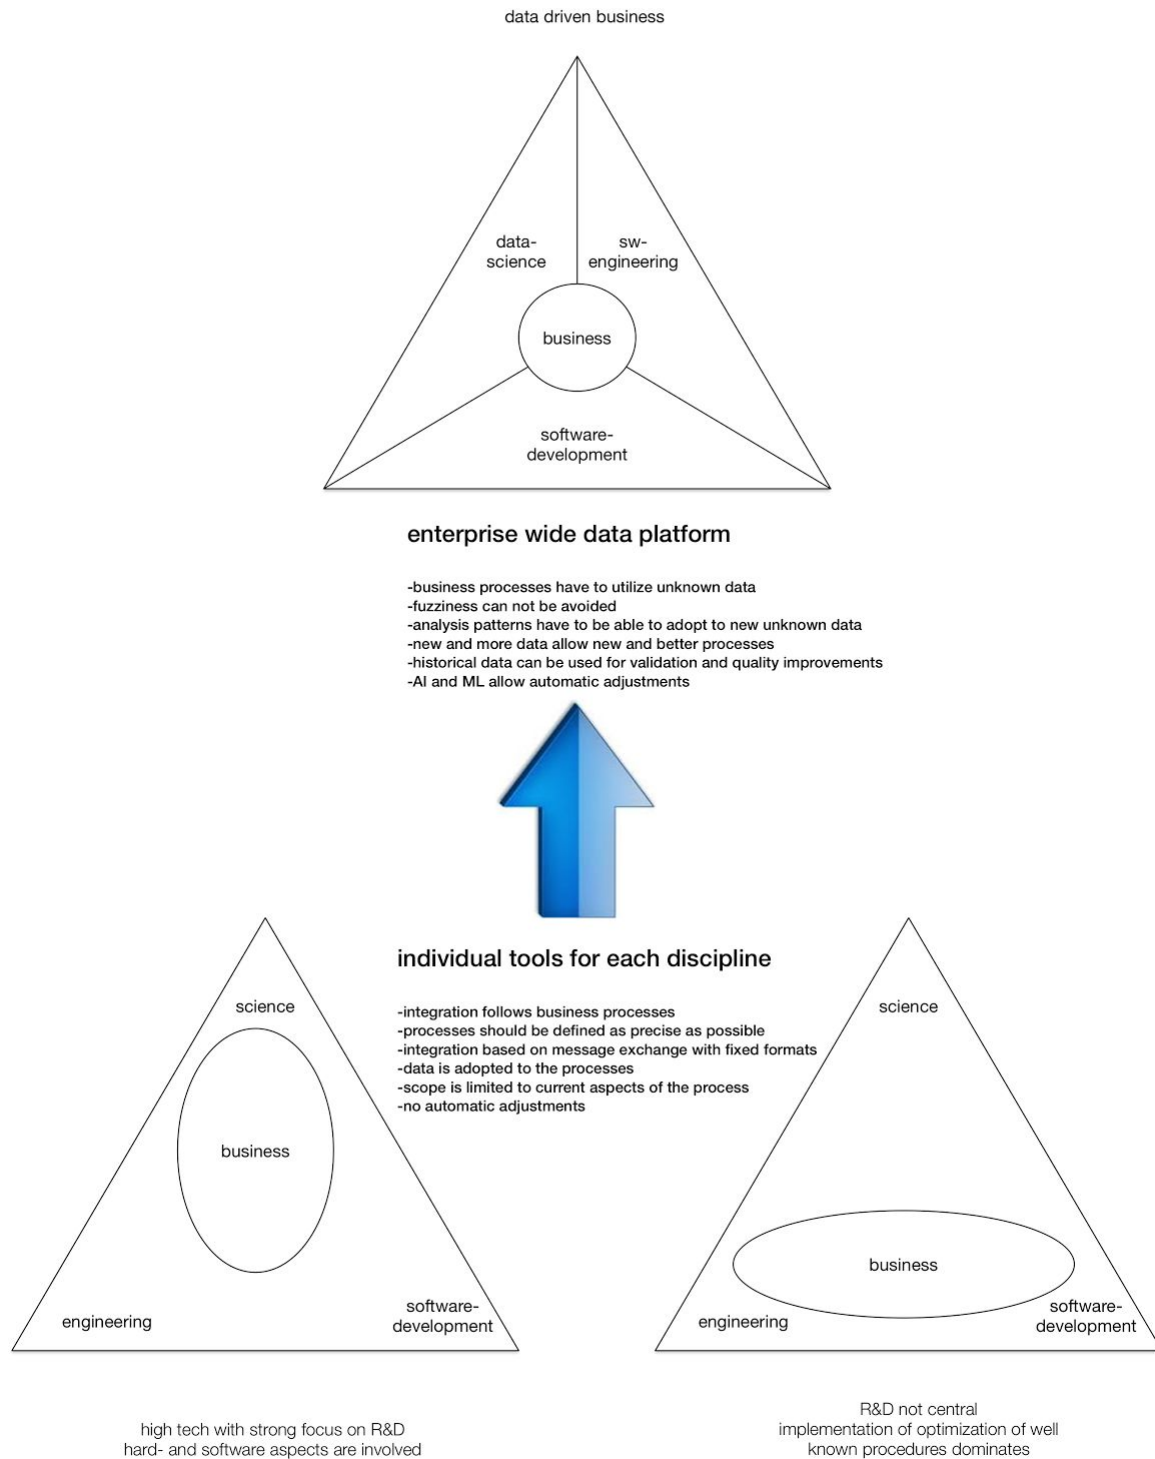 data driven business
data-
science
sw-
engineering
business
software-
development
enterprise wide data platform
-business processes have to utilize unknown data
-fuzziness can not be avoided
-analysis patterns have to be able to adopt to new unknown data
-new and more data allow new and better processes
-historical data can be used for validation and quality improvements
-AI and ML allow automatic adjustments
individual tools for each discipline
-integration follows business processes
-processes should be defined as precise as possible
-integration based on message exchange with fixed formats
-data is adopted to the processes
-scope is limited to current aspects of the process
-no automatic adjustments
science
business
engineering
software-
development
high tech with strong focus on R&D
hard- and software aspects are involved
science
business
engineering
software-
development
R&D not central
implementation of optimization of well
known procedures dominates